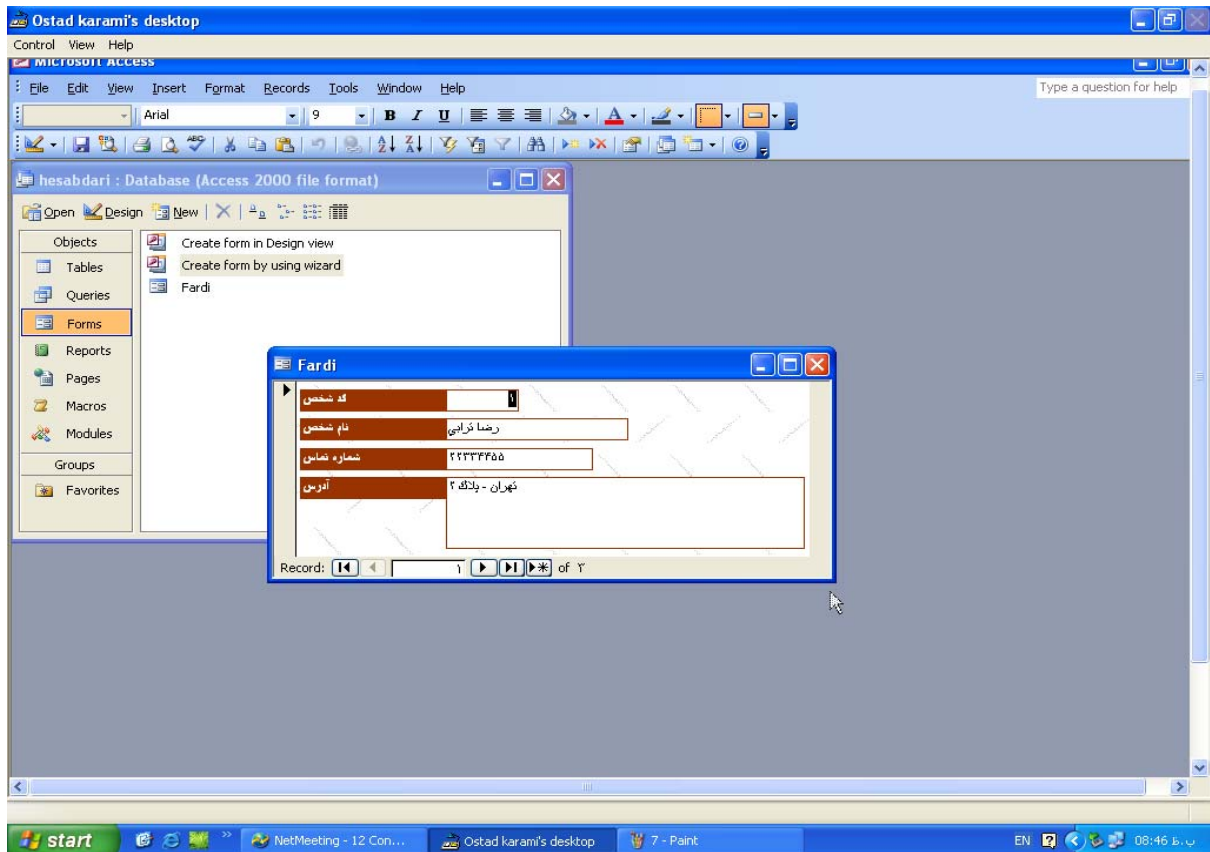 Ostad karami's desktop
Control View Help
Microsoft Access
File Edit View Insert Format Records Tools Window Help
Type a question for help
Arial 9 B I U A
hesabdari : Database (Access 2000 file format)
Open Design New
Objects
Create form in Design view
Tables
Create form by using wizard
Queries
Fardi
Forms
Reports
Pages
Macros
Modules
Groups
Favorites
Fardi
کد شخص ۱
نام شخص رضا ترابي
شماره تماس ۲۲۳۳۴۴۵۵
آدرس تهران - پلاك ۲
Record: ۱ of ۳
start NetMeeting - 12 Con... Ostad karami's desktop 7 - Paint EN 08:46 ب.ظ